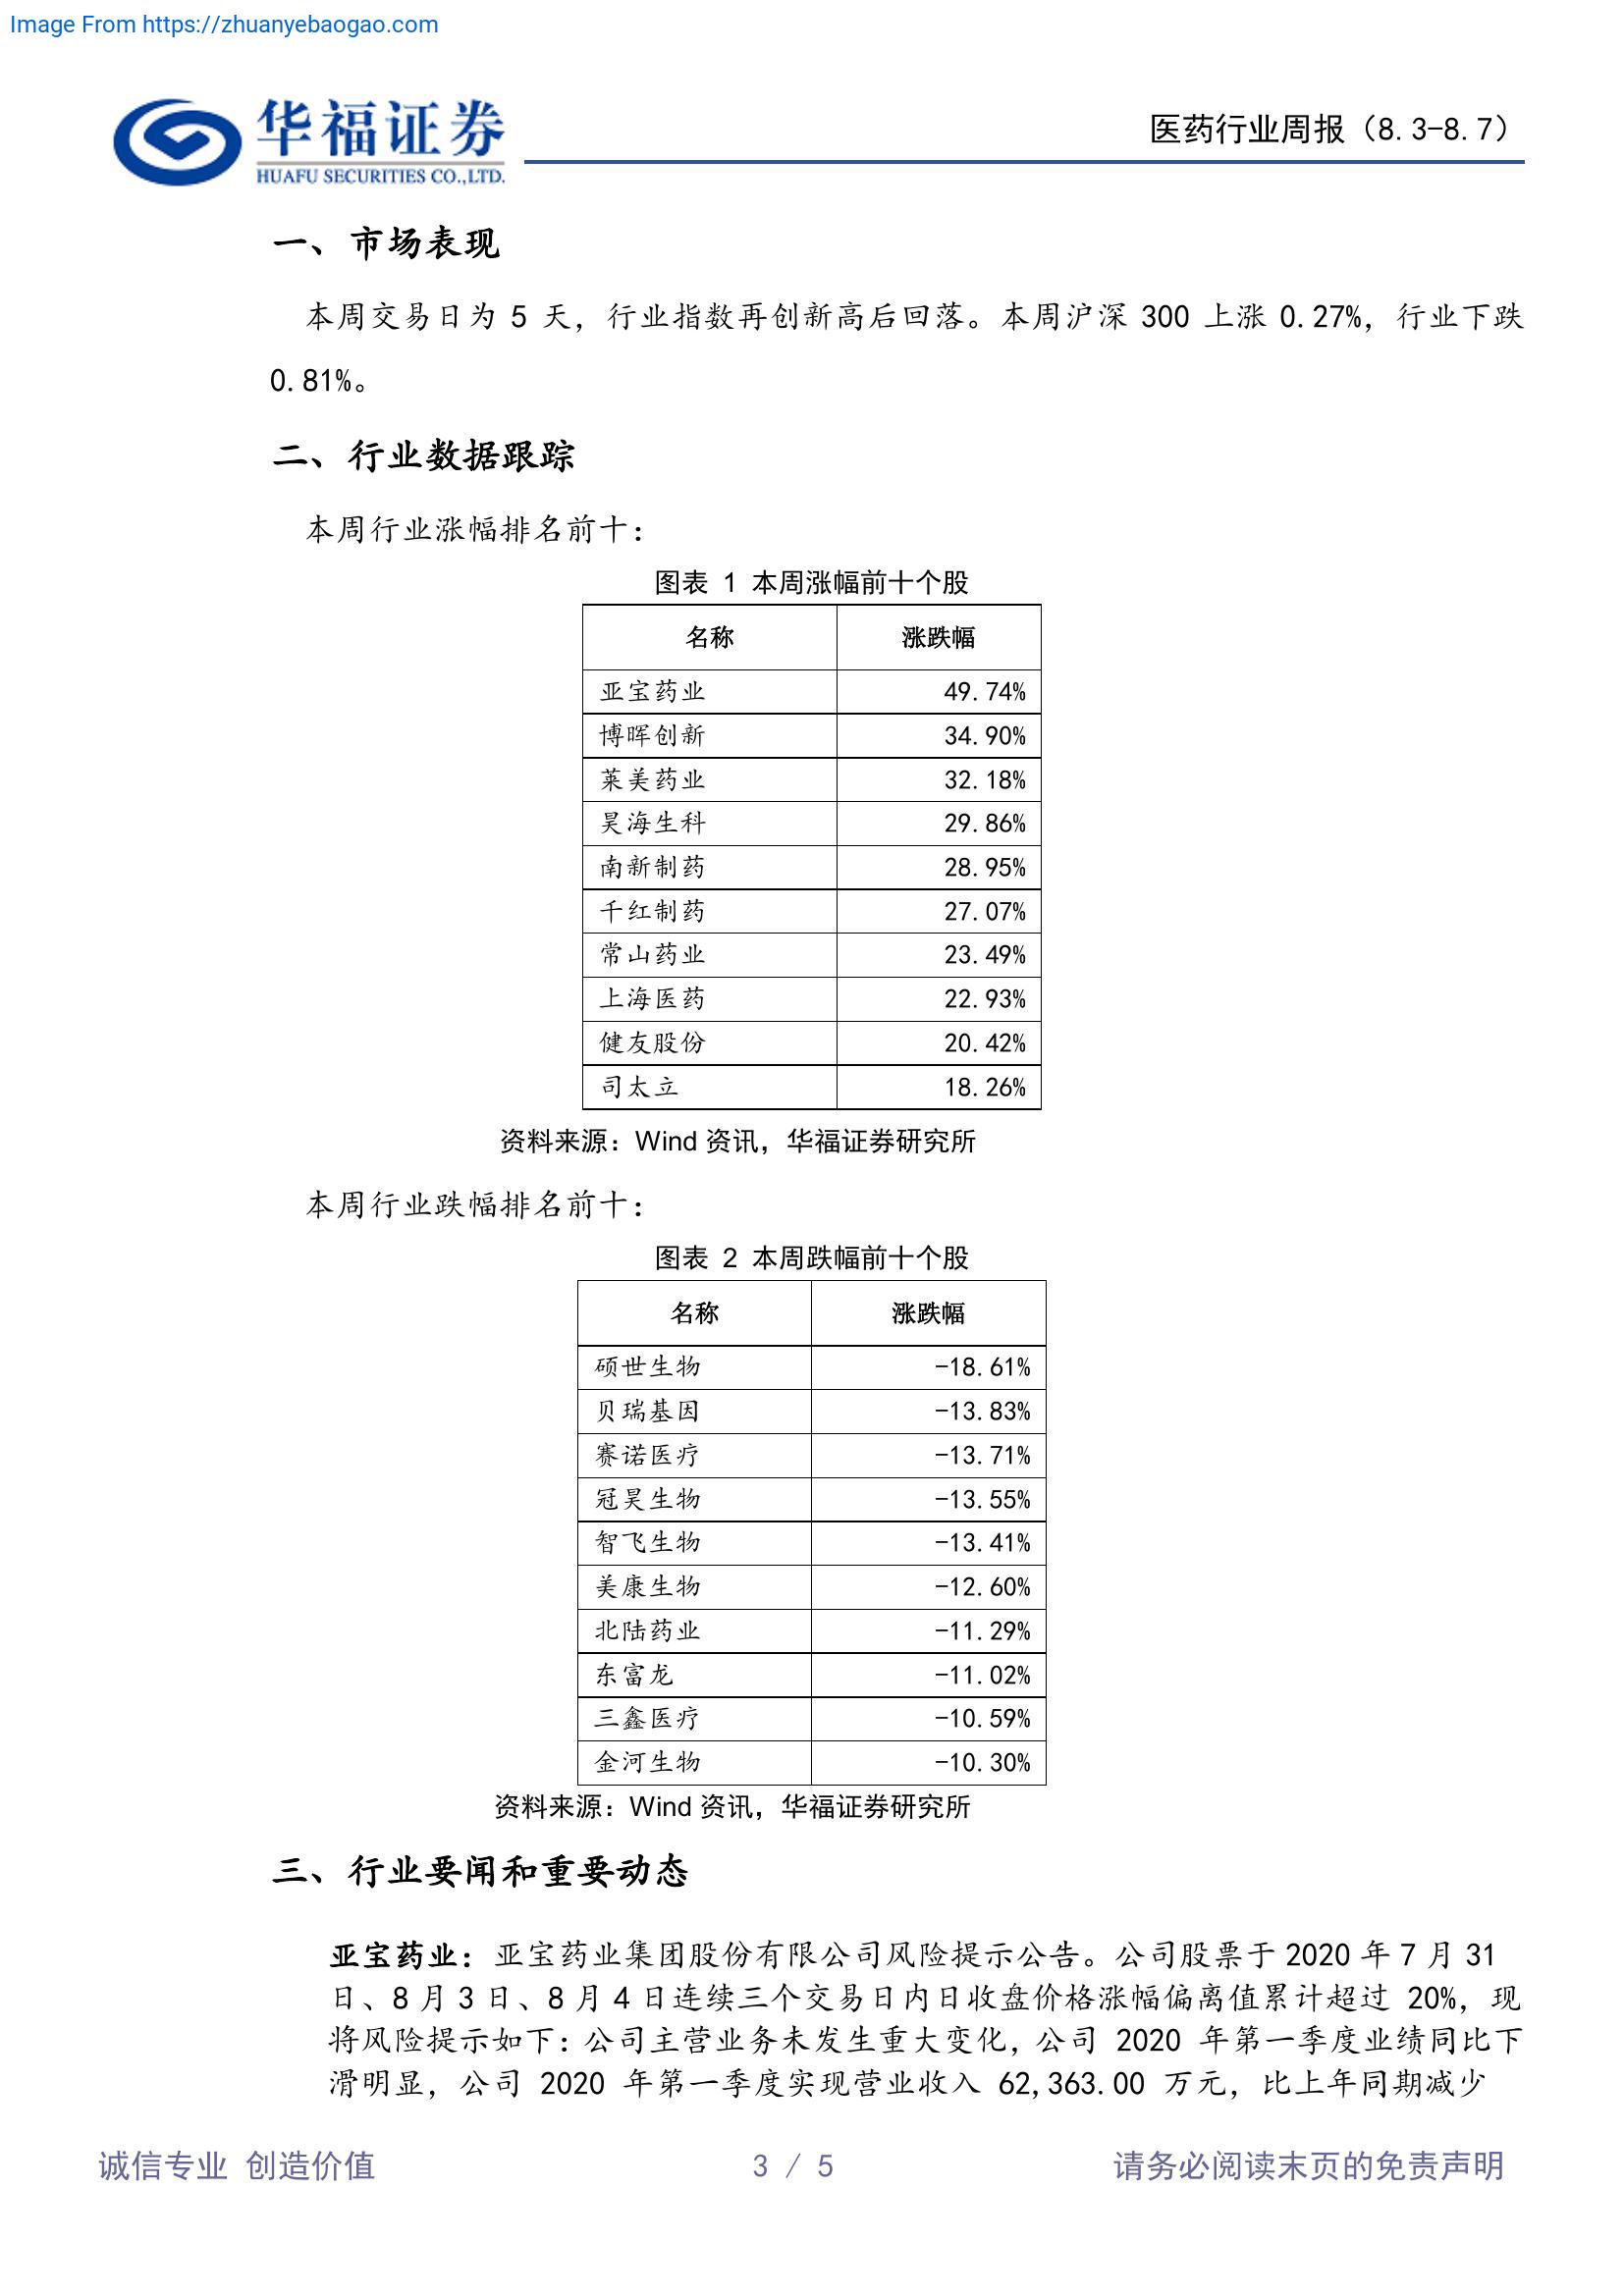 Image From https://zhuanyebaogao.com
华福证券
HUAFU SECURITIES CO.,LTD.
医药行业周报（8.3-8.7）
一、市场表现
本周交易日为 5 天，行业指数再创新高后回落。本周沪深 300 上涨 0.27%，行业下跌
0.81%。
二、行业数据跟踪
本周行业涨幅排名前十：
图表 1 本周涨幅前十个股
名称 涨跌幅
亚宝药业 49.74%
博晖创新 34.90%
莱美药业 32.18%
昊海生科 29.86%
南新制药 28.95%
千红制药 27.07%
常山药业 23.49%
上海医药 22.93%
健友股份 20.42%
司太立 18.26%
资料来源：Wind 资讯，华福证券研究所
本周行业跌幅排名前十：
图表 2 本周跌幅前十个股
名称 涨跌幅
硕世生物 -18.61%
贝瑞基因 -13.83%
赛诺医疗 -13.71%
冠昊生物 -13.55%
智飞生物 -13.41%
美康生物 -12.60%
北陆药业 -11.29%
东富龙 -11.02%
三鑫医疗 -10.59%
金河生物 -10.30%
资料来源：Wind 资讯，华福证券研究所
三、行业要闻和重要动态
亚宝药业：亚宝药业集团股份有限公司风险提示公告。公司股票于 2020 年 7 月 31
日、8 月 3 日、8 月 4 日连续三个交易日内日收盘价格涨幅偏离值累计超过 20%，现
将风险提示如下：公司主营业务未发生重大变化，公司 2020 年第一季度业绩同比下
滑明显，公司 2020 年第一季度实现营业收入 62,363.00 万元，比上年同期减少
诚信专业 创造价值
3 / 5
请务必阅读末页的免责声明